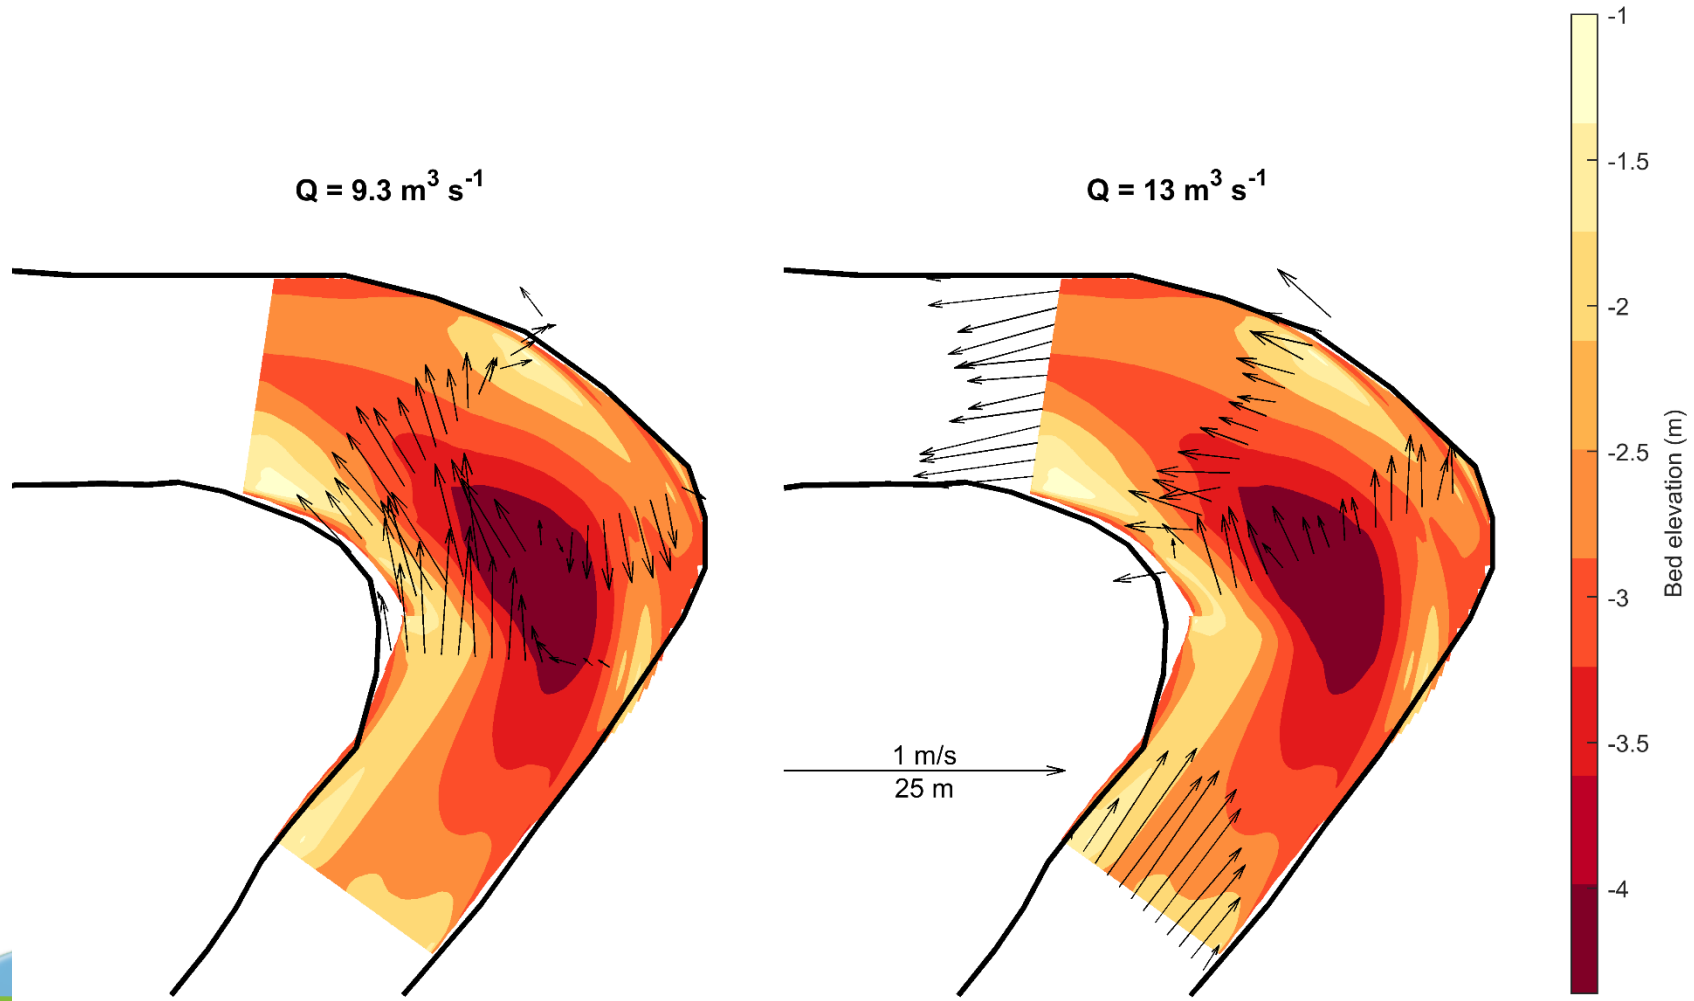 Q = 9.3 m³ s⁻¹
Q = 13 m³ s⁻¹
1 m/s
25 m
-1
-1.5
-2
-2.5
-3
-3.5
-4
Bed elevation (m)